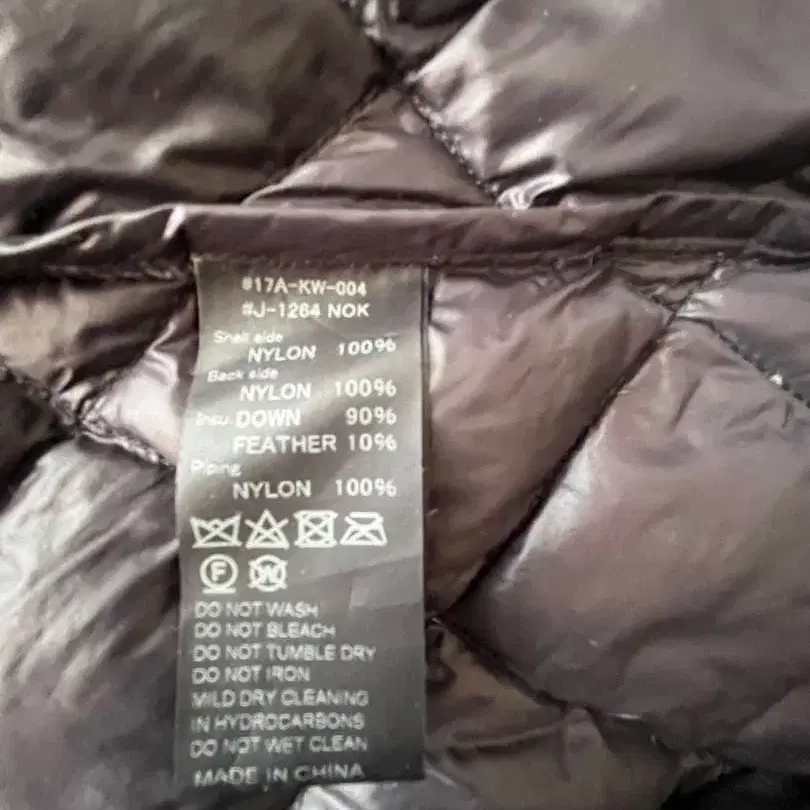 #17A-KW-004
#J-1264 NOK
Shell side
NYLON 100%
Back side
NYLON 100%
Insu. DOWN 90%
FEATHER 10%
Piping
NYLON 100%
F W
DO NOT WASH
DO NOT BLEACH
DO NOT TUMBLE DRY
DO NOT IRON
MILD DRY CLEANING
IN HYDROCARBONS
DO NOT WET CLEAN
MADE IN CHINA